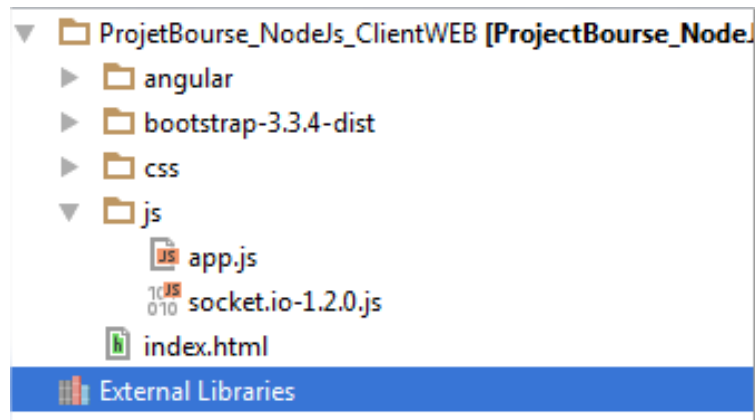 ProjetBourse_NodeJs_ClientWEB [ProjectBourse_Node
angular
bootstrap-3.3.4-dist
css
js
app.js
socket.io-1.2.0.js
index.html
External Libraries